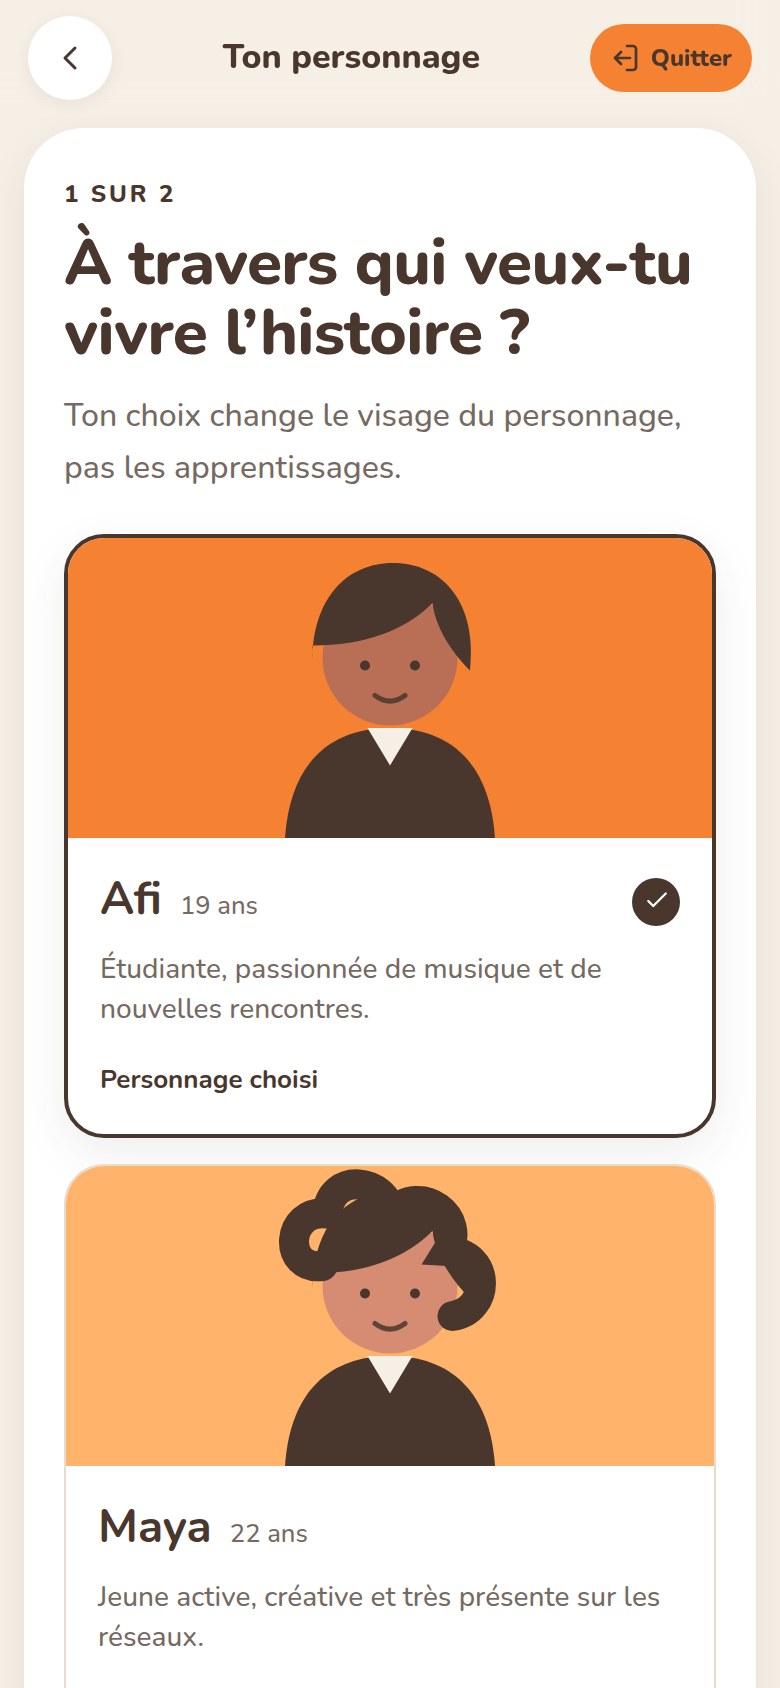 Ton personnage
Quitter
1 SUR 2
À travers qui veux-tu
vivre l’histoire ?
Ton choix change le visage du personnage,
pas les apprentissages.
Afi 19 ans
Étudiante, passionnée de musique et de
nouvelles rencontres.
Personnage choisi
Maya 22 ans
Jeune active, créative et très présente sur les
réseaux.